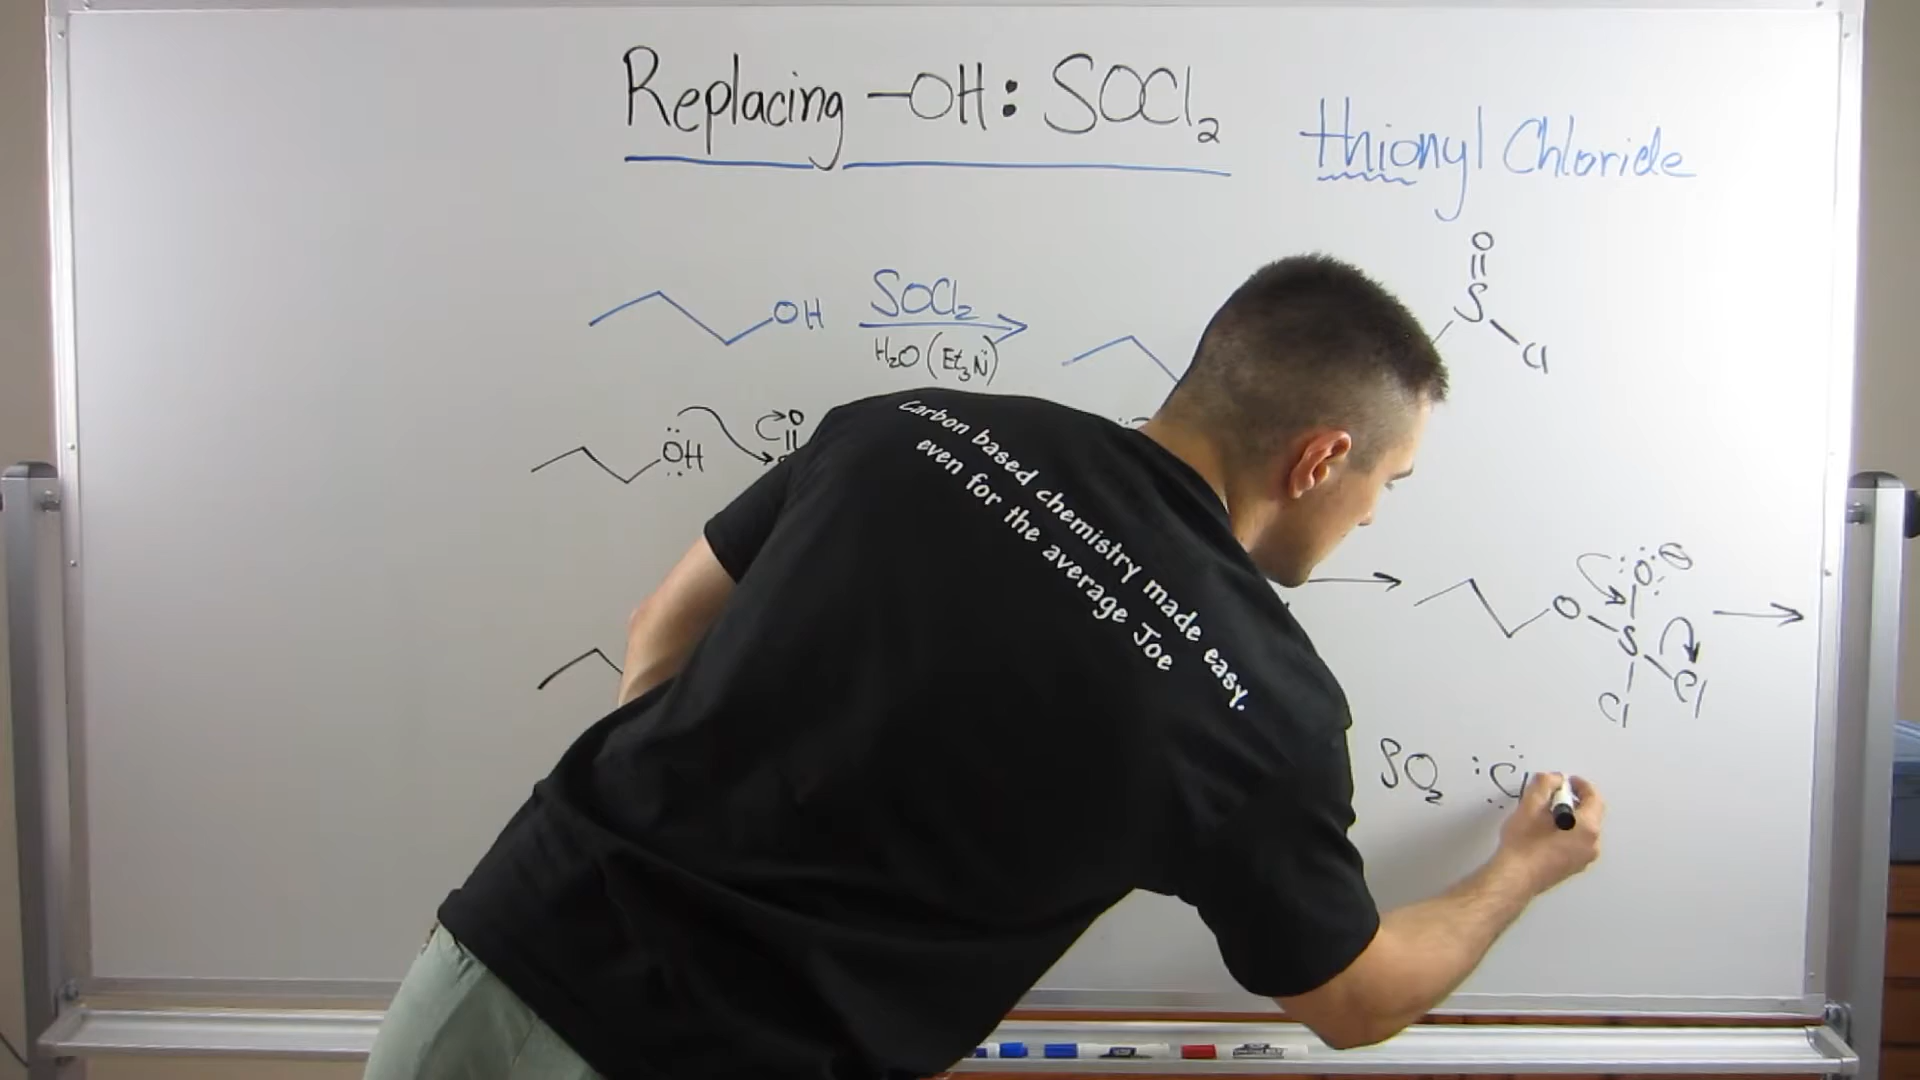 Replacing —OH: SOCl₂
thionyl Chloride
O
S
Cl
OH
SOCl₂
H₂O (Et₃N̈)
OH
O
O
O ⊖
S
Cl
Cl
SO₂ :Cl
Carbon based chemistry made easy.
even for the average Joe